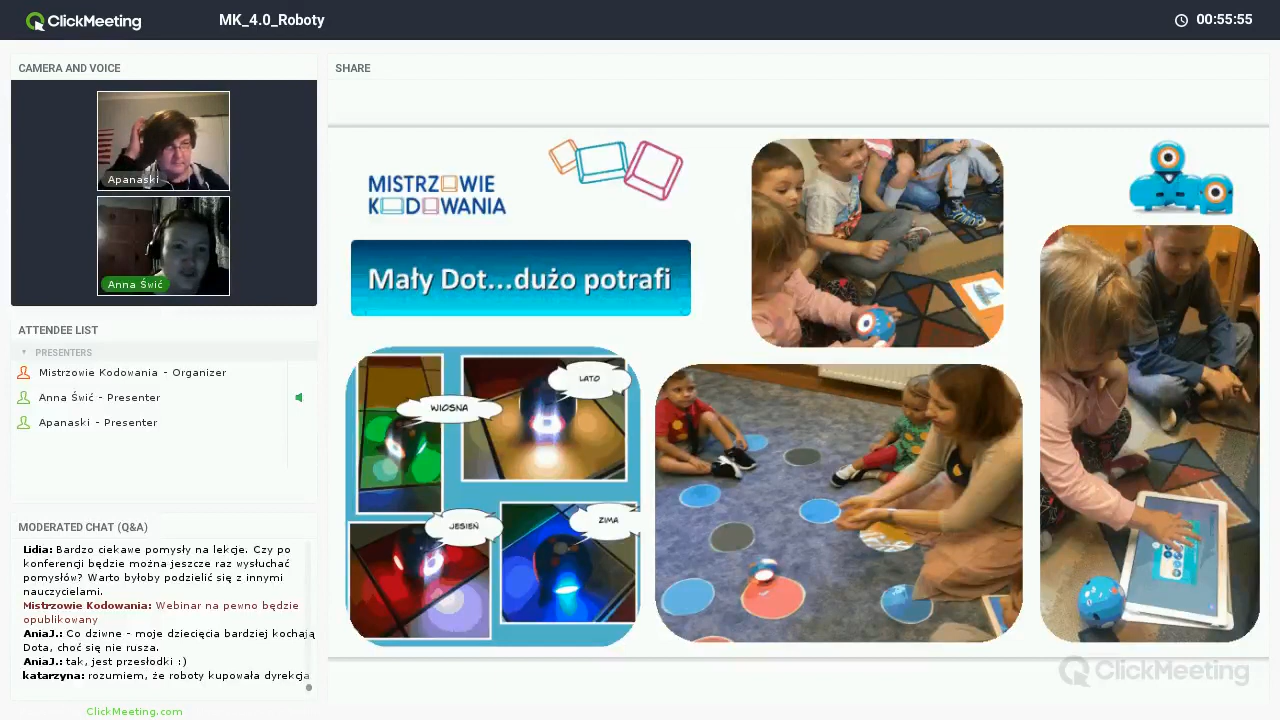 ClickMeeting
MK_4.0_Roboty
00:55:55
CAMERA AND VOICE
Apanaski
Anna Świć
ATTENDEE LIST
PRESENTERS
Mistrzowie Kodowania - Organizer
Anna Świć - Presenter
Apanaski - Presenter
MODERATED CHAT (Q&A)
Lidia: Bardzo ciekawe pomysły na lekcje. Czy po
konferencji będzie można jeszcze raz wysłuchać
pomysłów? Warto byłoby podzielić się z innymi
nauczycielami.
Mistrzowie Kodowania: Webinar na pewno będzie
opublikowany
AniaJ.: Co dziwne - moje dziecięcia bardziej kochają
Dota, choć się nie rusza.
AniaJ.: tak, jest przesłodki :)
katarzyna: rozumiem, że roboty kupowała dyrekcja
ClickMeeting.com
SHARE
MISTRZOWIE
KODOWANIA
Mały Dot...dużo potrafi
WIOSNA
LATO
JESIEŃ
ZIMA
ClickMeeting